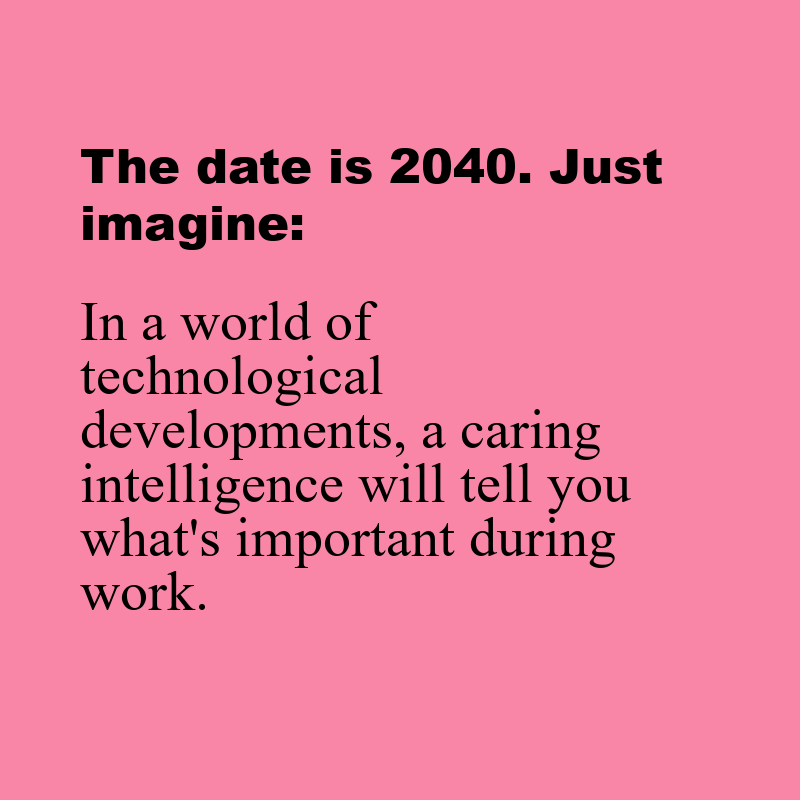 The date is 2040. Just
imagine:
In a world of
technological
developments, a caring
intelligence will tell you
what's important during
work.